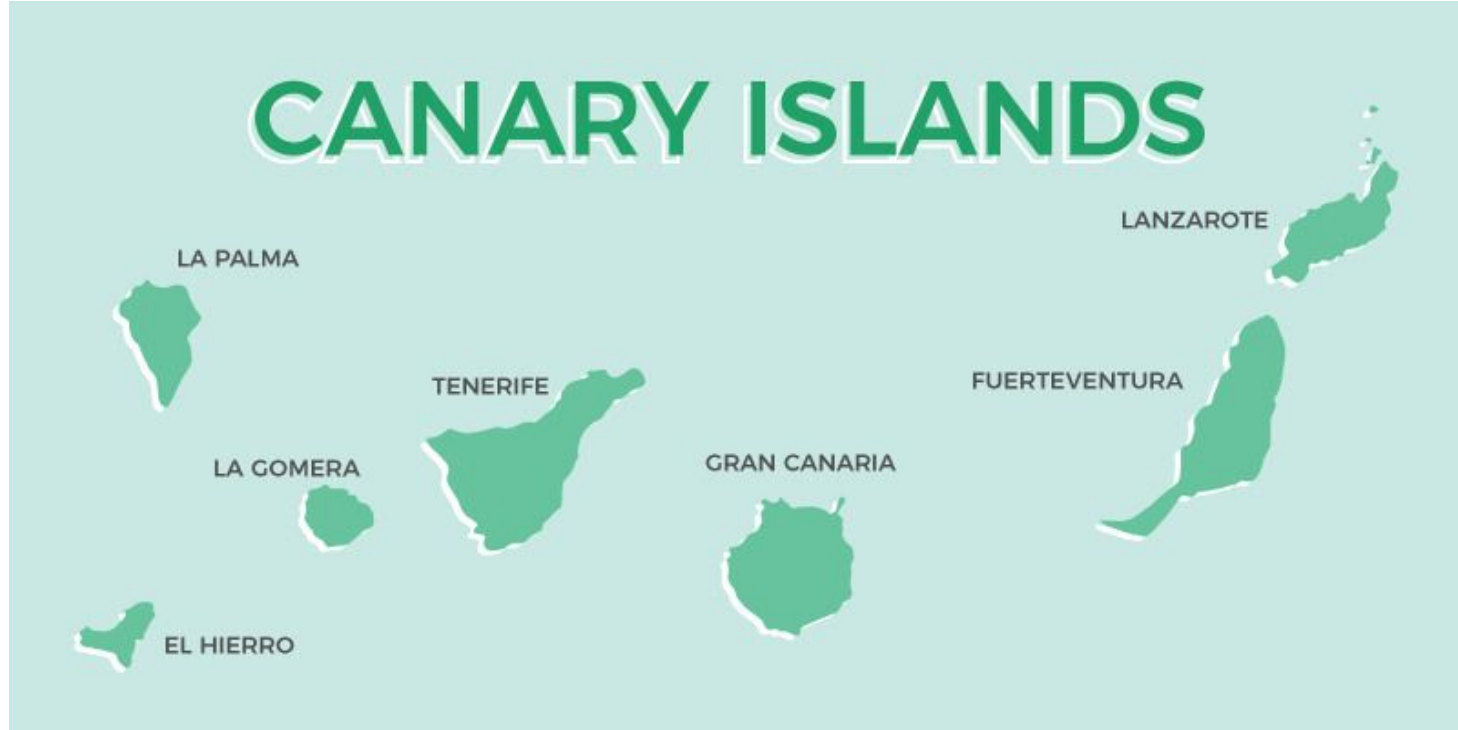 CANARY ISLANDS
LANZAROTE
LA PALMA
TENERIFE
FUERTEVENTURA
GRAN CANARIA
LA GOMERA
EL HIERRO